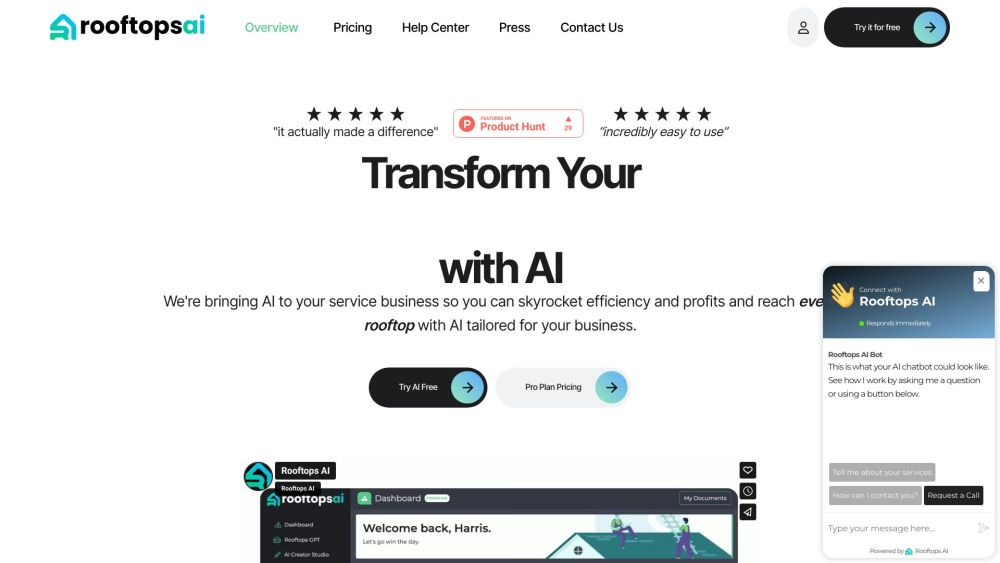 rooftopsai
Overview
Pricing
Help Center
Press
Contact Us
Try it for free
"it actually made a difference"
FEATURED ON
Product Hunt
29
"incredibly easy to use"
Transform Your
with AI
We're bringing AI to your service business so you can skyrocket efficiency and profits and reach
rooftop with AI tailored for your business.
Try AI Free
Pro Plan Pricing
Connect with
Rooftops AI
Responds Immediately
Rooftops AI Bot
This is what your AI chatbot could look like.
See how I work by asking me a question
or using a button below.
Tell me about your services
How can I contact you?
Request a Call
Type your message here...
Powered by Rooftops AI
Rooftops AI
Rooftops AI
rooftopsai
Dashboard
My Documents
Dashboard
Rooftops GPT
AI Creator Studio
Welcome back, Harris.
Let's go win the day.